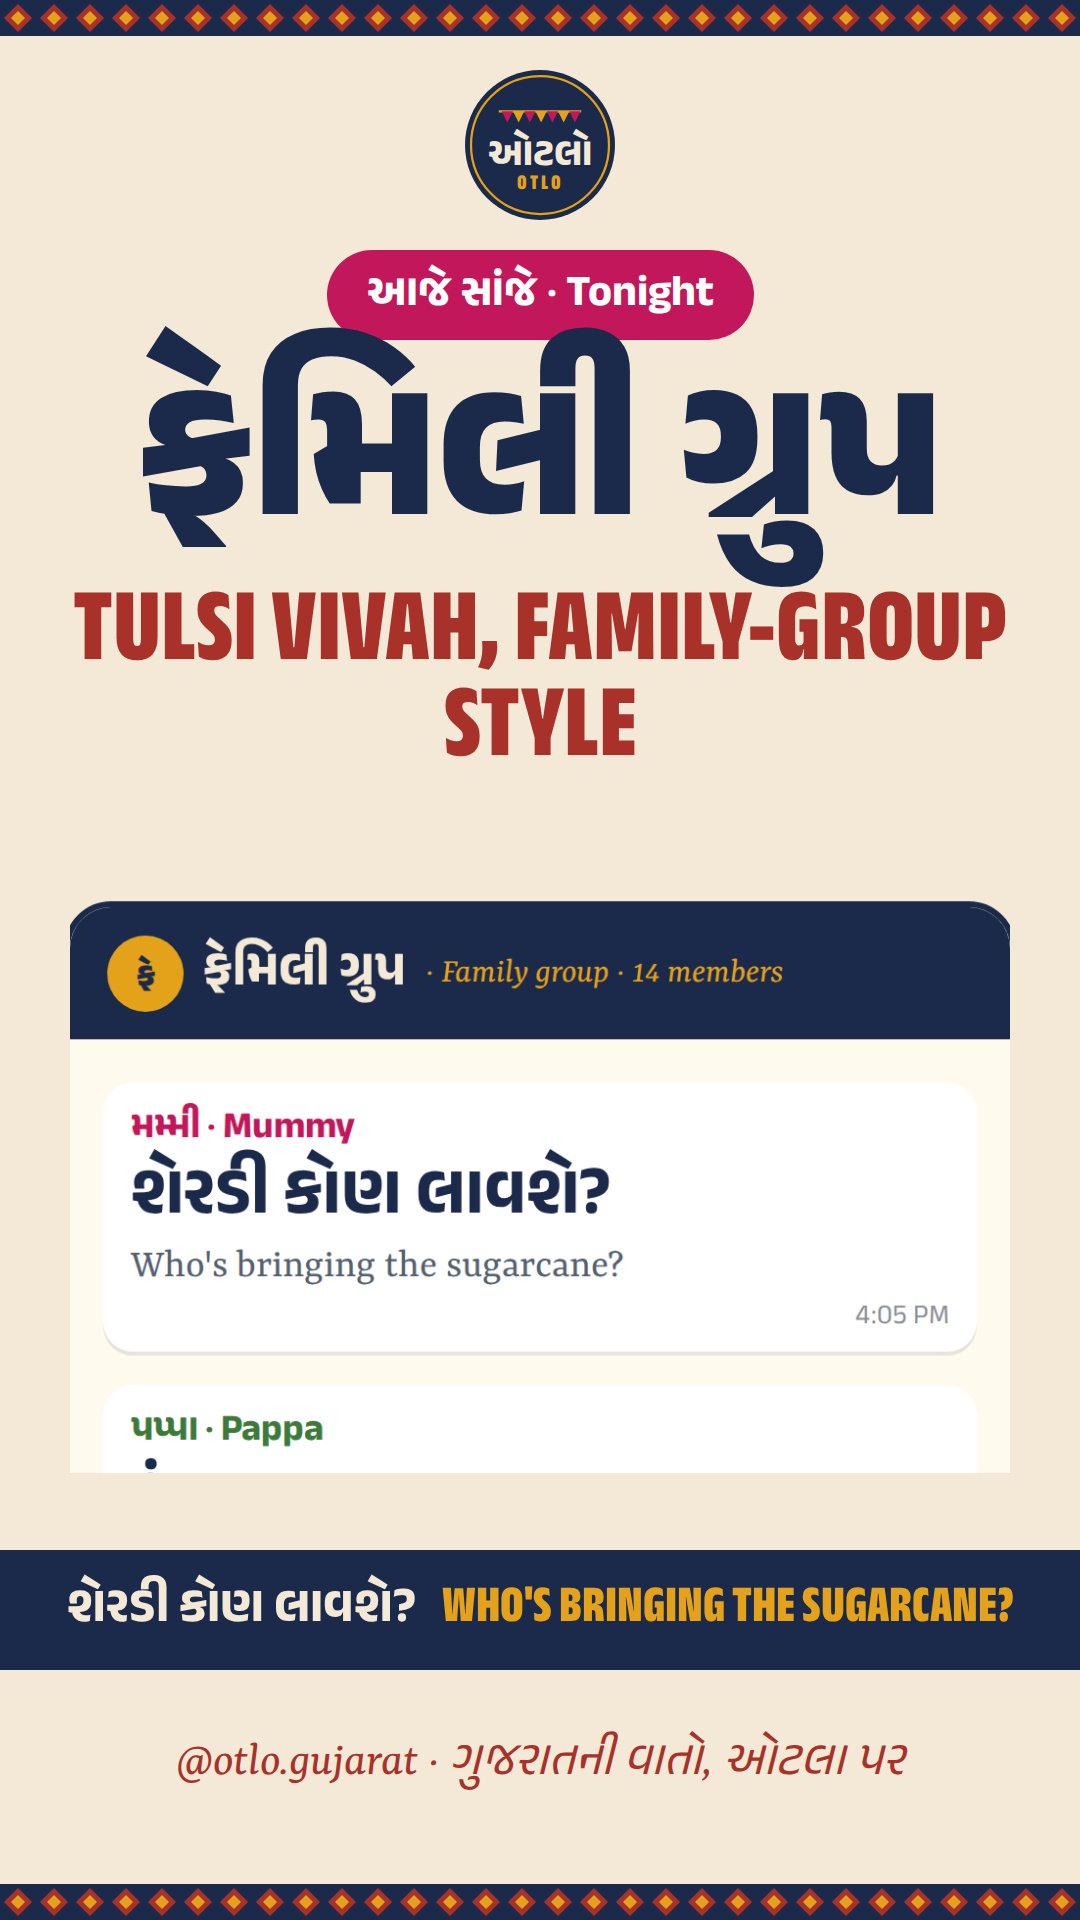 ઓટલો
OTLO
આજે સાંજે · Tonight
ફેમિલી ગ્રુપ
TULSI VIVAH, FAMILY-GROUP
STYLE
ફે ફેમિલી ગ્રુપ · Family group · 14 members
મમ્મી · Mummy
શેરડી કોણ લાવશે?
Who's bringing the sugarcane?
4:05 PM
પપ્પા · Pappa
શેરડી કોણ લાવશે? WHO'S BRINGING THE SUGARCANE?
@otlo.gujarat · ગુજરાતની વાતો, ઓટલા પર